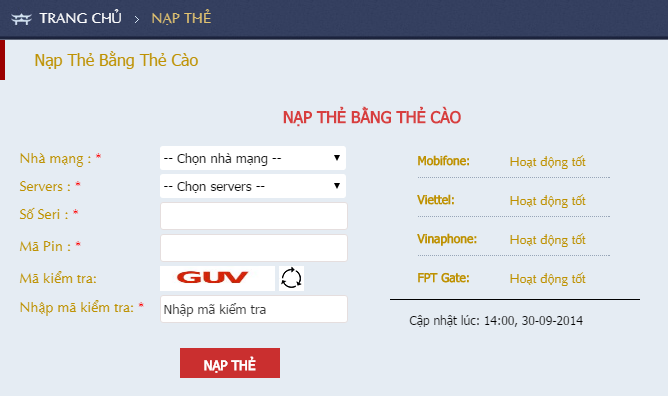 TRANG CHỦ > NẠP THẺ
Nạp Thẻ Bằng Thẻ Cào
NẠP THẺ BẰNG THẺ CÀO
Nhà mạng : * -- Chọn nhà mạng --
Servers : * -- Chọn servers --
Số Seri : *
Mã Pin : *
Mã kiểm tra: GUV
Nhập mã kiểm tra: * Nhập mã kiểm tra
NẠP THẺ
Mobifone: Hoạt động tốt
Viettel: Hoạt động tốt
Vinaphone: Hoạt động tốt
FPT Gate: Hoạt động tốt
Cập nhật lúc: 14:00, 30-09-2014